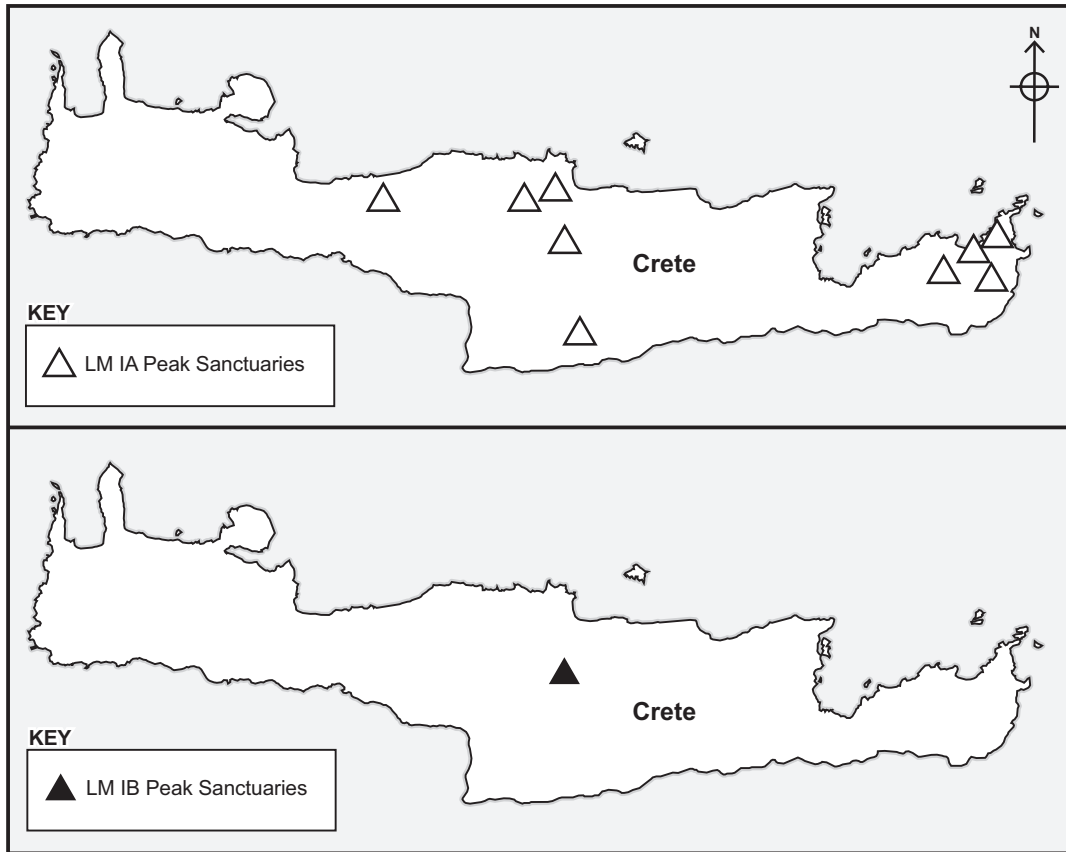 N
Crete
KEY
LM IA Peak Sanctuaries
Crete
KEY
LM IB Peak Sanctuaries